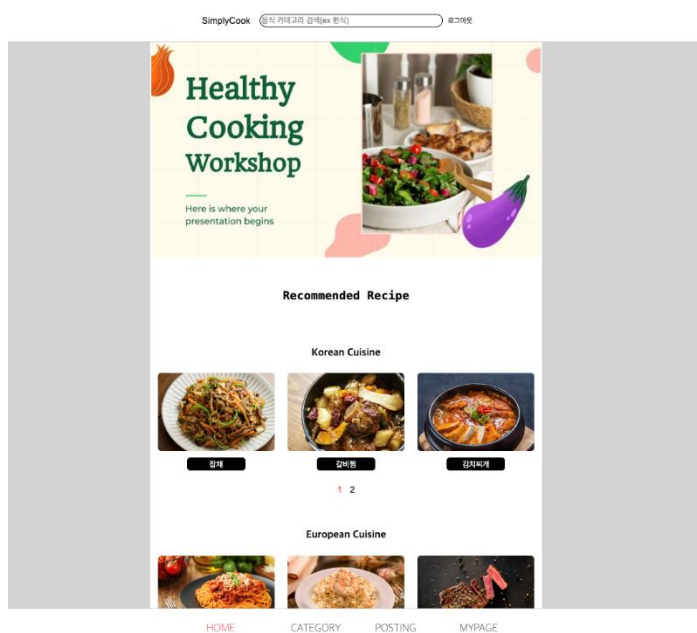 SimplyCook 음식 카테고리 검색(ex 한식) 로그아웃
Healthy
Cooking
Workshop
Here is where your
presentation begins
Recommended Recipe
Korean Cuisine
잡채 갈비찜 김치찌개
1 2
European Cuisine
HOME CATEGORY POSTING MYPAGE